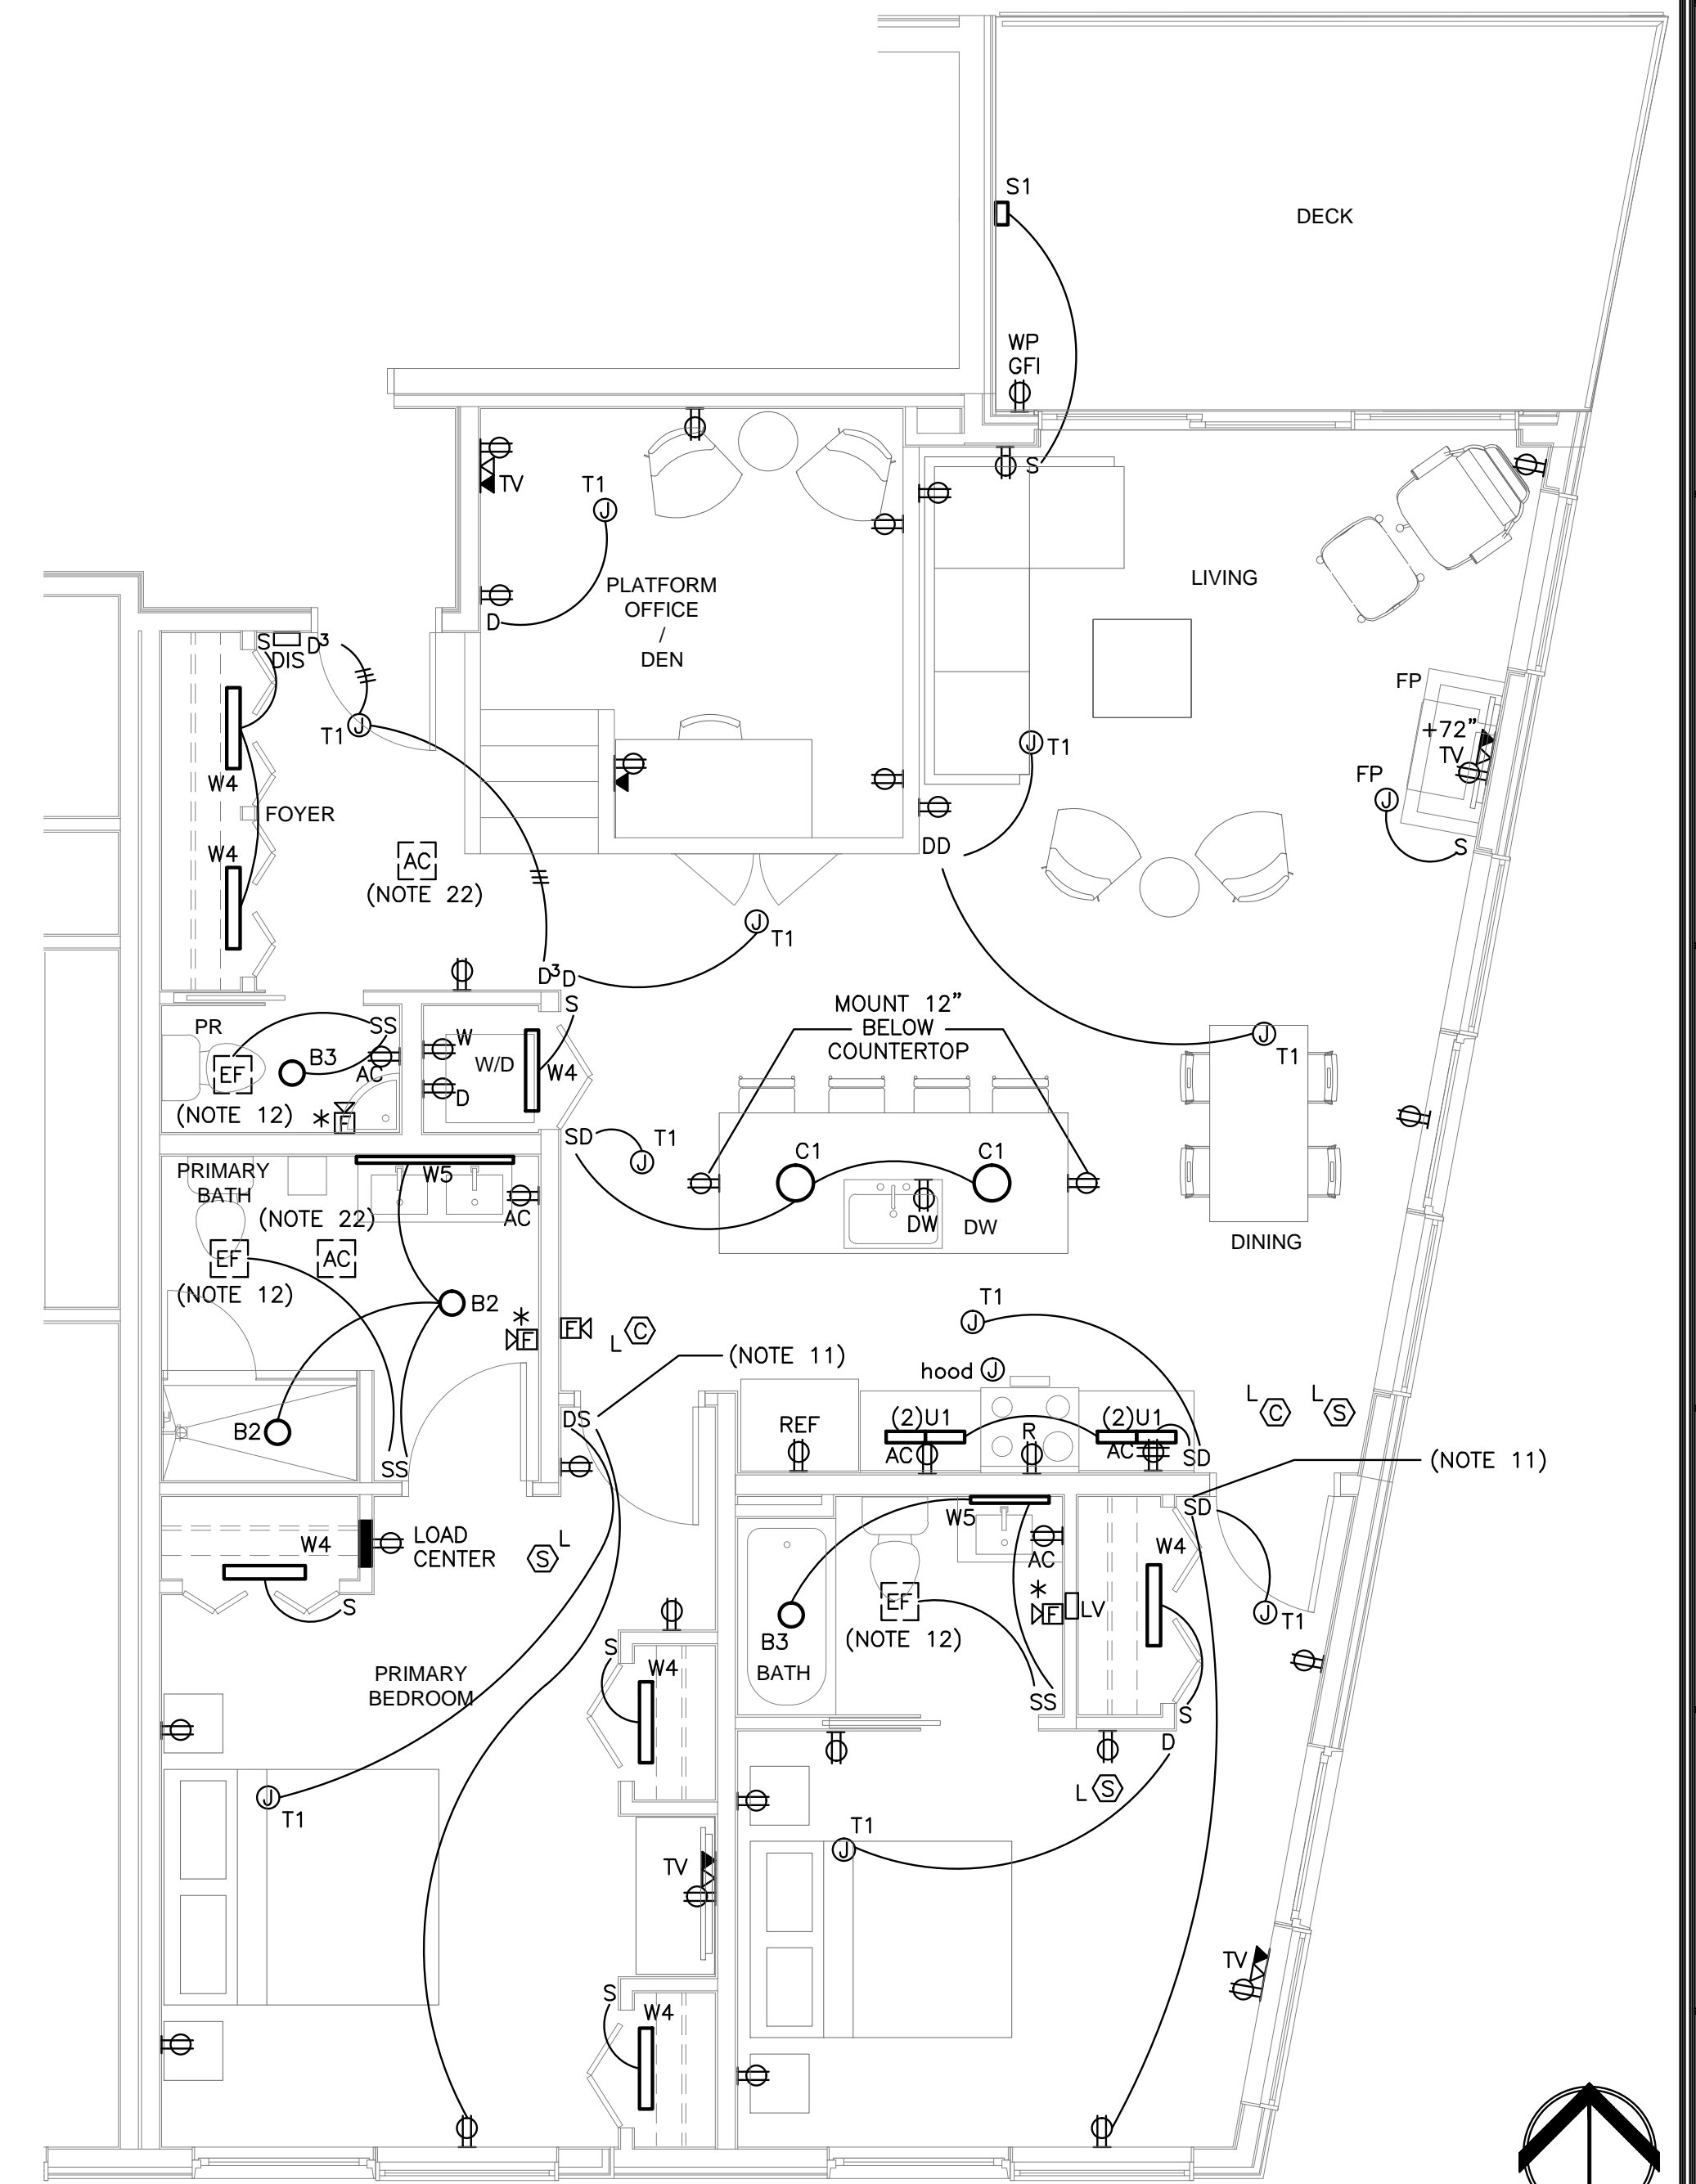 S1
DECK
WP
GFI
S
TV
T1
D
PLATFORM
OFFICE
/
DEN
LIVING
S
DIS
D³
T1
W4
FOYER
W4
AC
(NOTE 22)
T1
FP
+72"
TV
FP
S
DD
J
T1
D³D
S
MOUNT 12"
BELOW
COUNTERTOP
PR
SS
B3
EF
AC
(NOTE 12)
*
F
W
W/D
D
W4
T1
SD
T1
C1
C1
DW
DW
DINING
PRIMARY
BATH
W5
(NOTE 22)
AC
EF
AC
(NOTE 12)
B2
*
F
F
L
C
B2
SS
(NOTE 11)
DS
T1
J
hood
J
REF
(2)U1
(2)U1
AC
R
AC
SD
L
C
L
S
(NOTE 11)
W4
LOAD
CENTER
S
L
S
W5
AC
SD
W4
EF
*
F
LV
B3
(NOTE 12)
BATH
SS
J
T1
S
D
PRIMARY
BEDROOM
S
W4
J
T1
L
S
T1
J
TV
TV
S
W4